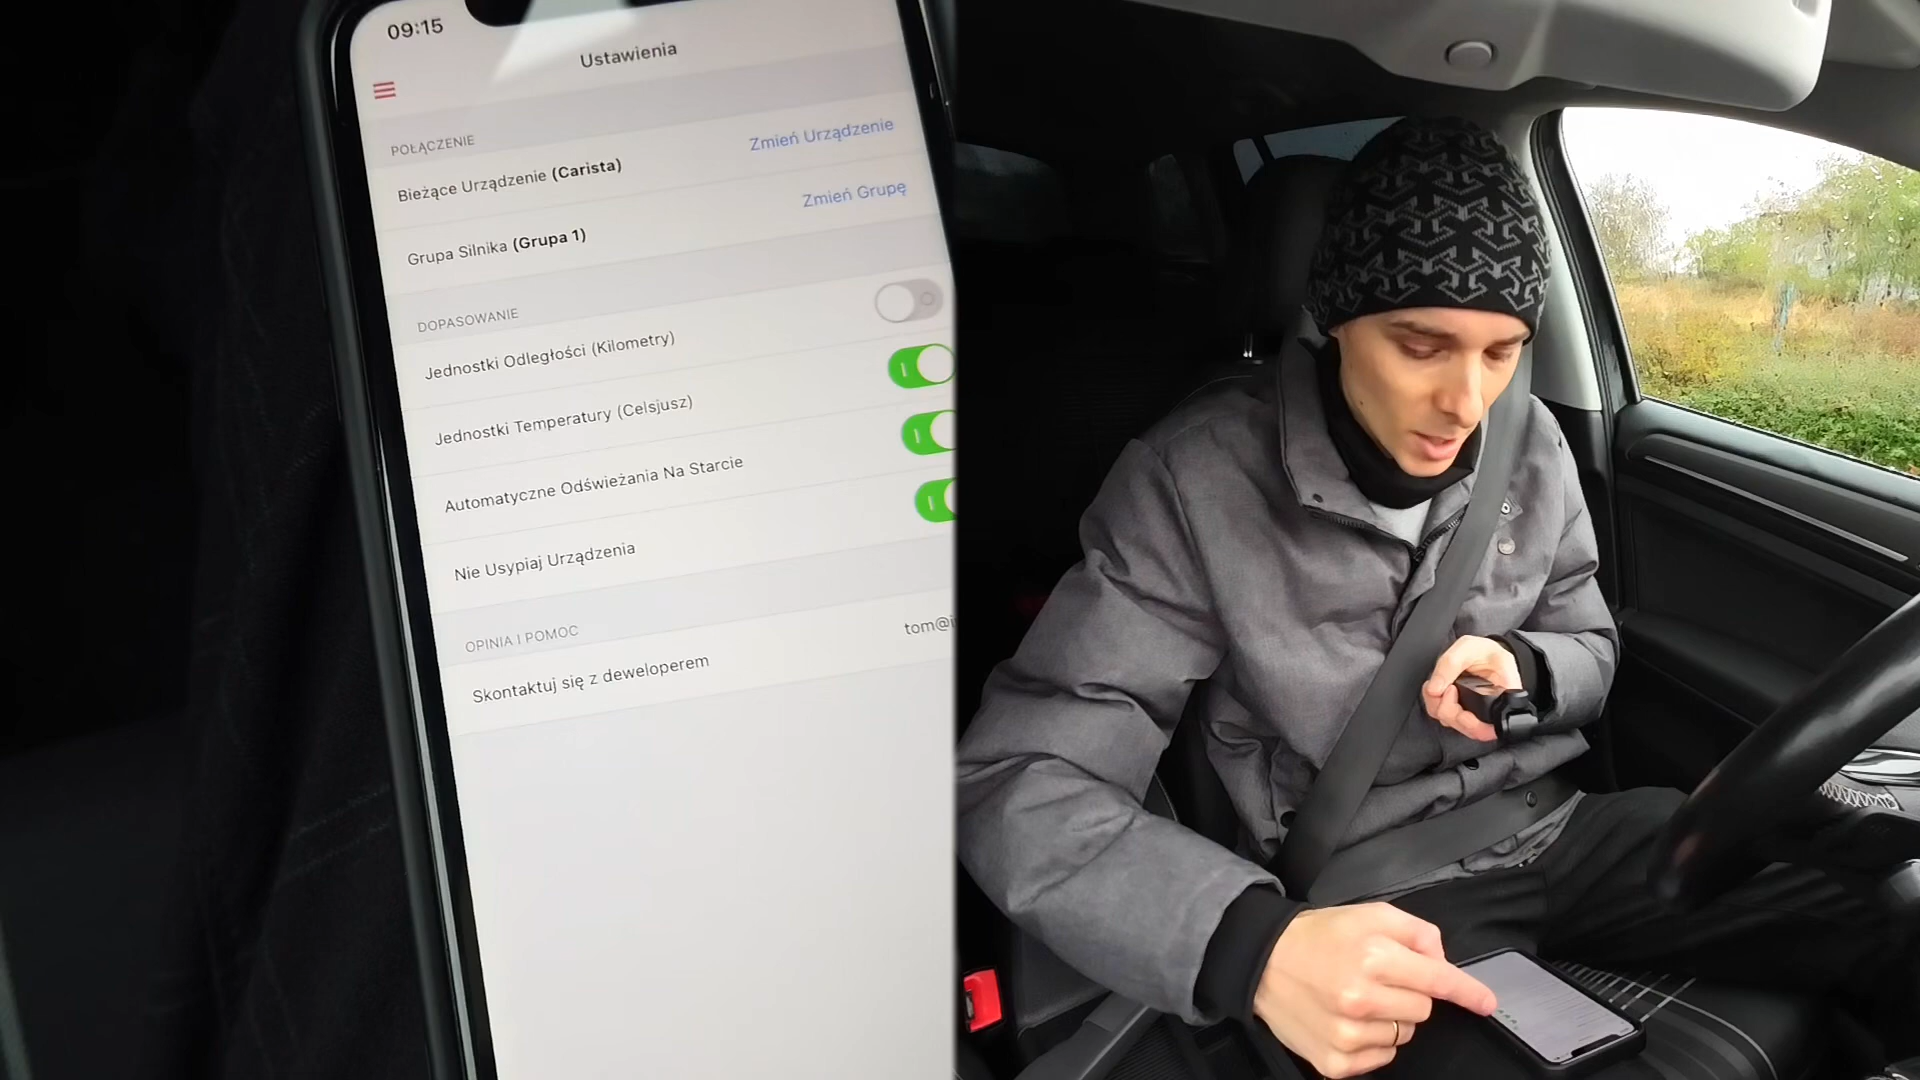 09:15
Ustawienia
POŁĄCZENIE
Bieżące Urządzenie (Carista)
Zmień Urządzenie
Grupa Silnika (Grupa 1)
Zmień Grupę
DOPASOWANIE
Jednostki Odległości (Kilometry)
Jednostki Temperatury (Celsjusz)
Automatyczne Odświeżania Na Starcie
Nie Usypiaj Urządzenia
OPINIA I POMOC
Skontaktuj się z deweloperem
tom@i